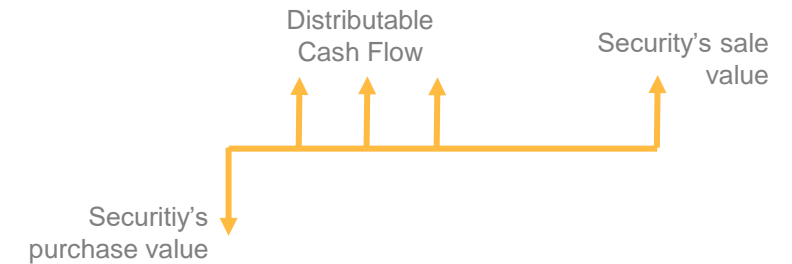 Distributable
Cash Flow
Security’s sale
value
Securitiy’s
purchase value